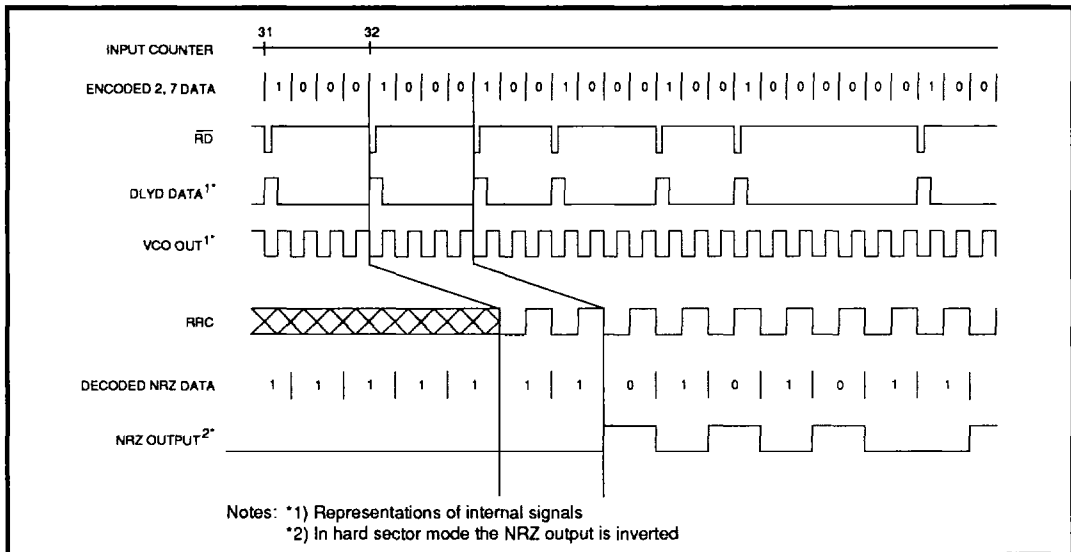 31 32
INPUT COUNTER
ENCODED 2, 7 DATA 1 0 0 0 1 0 0 0 1 0 0 1 0 0 0 1 0 0 1 0 0 0 0 0 0 1 0 0
RD
DLYD DATA1*
VCO OUT1*
RRC
DECODED NRZ DATA 1 1 1 1 1 1 1 0 1 0 1 0 1 1
NRZ OUTPUT2*
Notes: *1) Representations of internal signals
*2) In hard sector mode the NRZ output is inverted